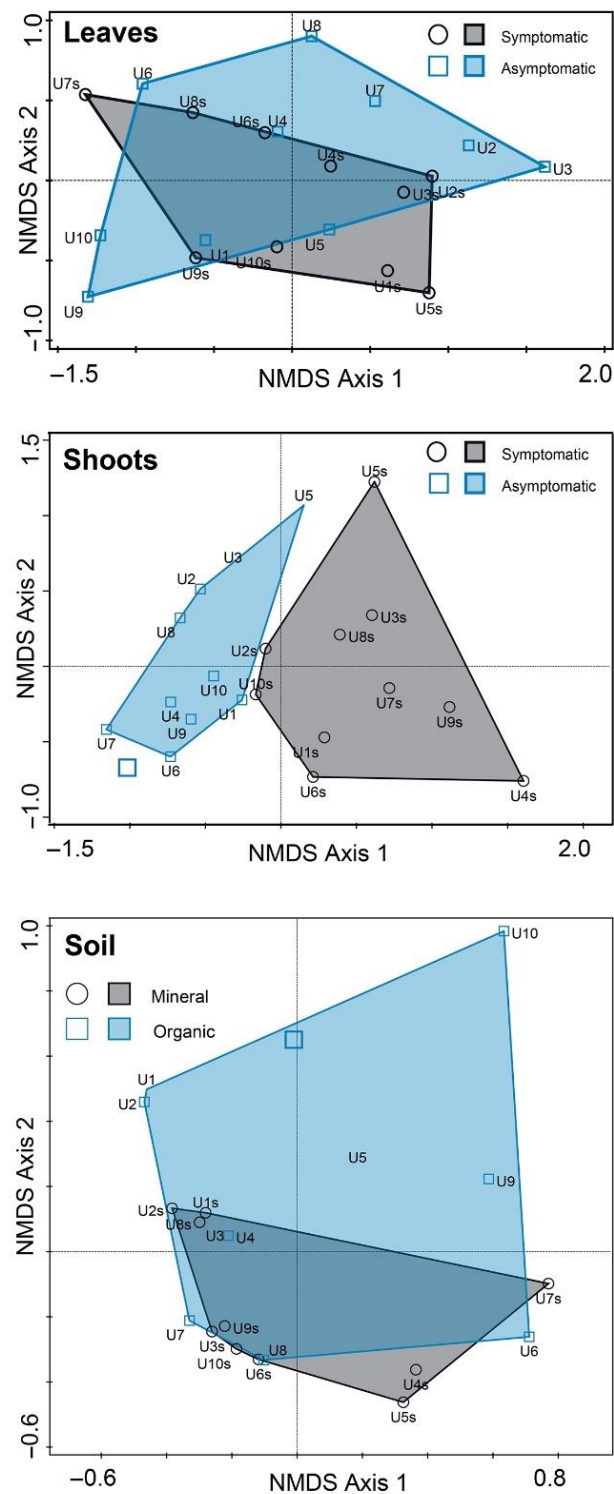 Leaves
Symptomatic
Asymptomatic
1.0
−1.0
NMDS Axis 2
U8
U6
U7s
U8s
U7
U6s
U4
U2
U4s
U3
U3s
U2s
U10
U1
U5
U9s
U10s
U1s
U9
U5s
−1.5
NMDS Axis 1
2.0
Shoots
Symptomatic
Asymptomatic
1.5
−1.0
NMDS Axis 2
U5s
U5
U3
U2
U8
U3s
U2s
U8s
U10
U10s
U7s
U4
U1
U9s
U9
U7
U1s
U6
U6s
U4s
−1.5
NMDS Axis 1
2.0
Soil
Mineral
Organic
1.0
−0.6
NMDS Axis 2
U10
U1
U2
U5
U9
U2s
U1s
U8s
U3
U4
U7s
U7
U9s
U6
U3s
U8
U10s
U6s
U4s
U5s
−0.6
NMDS Axis 1
0.8